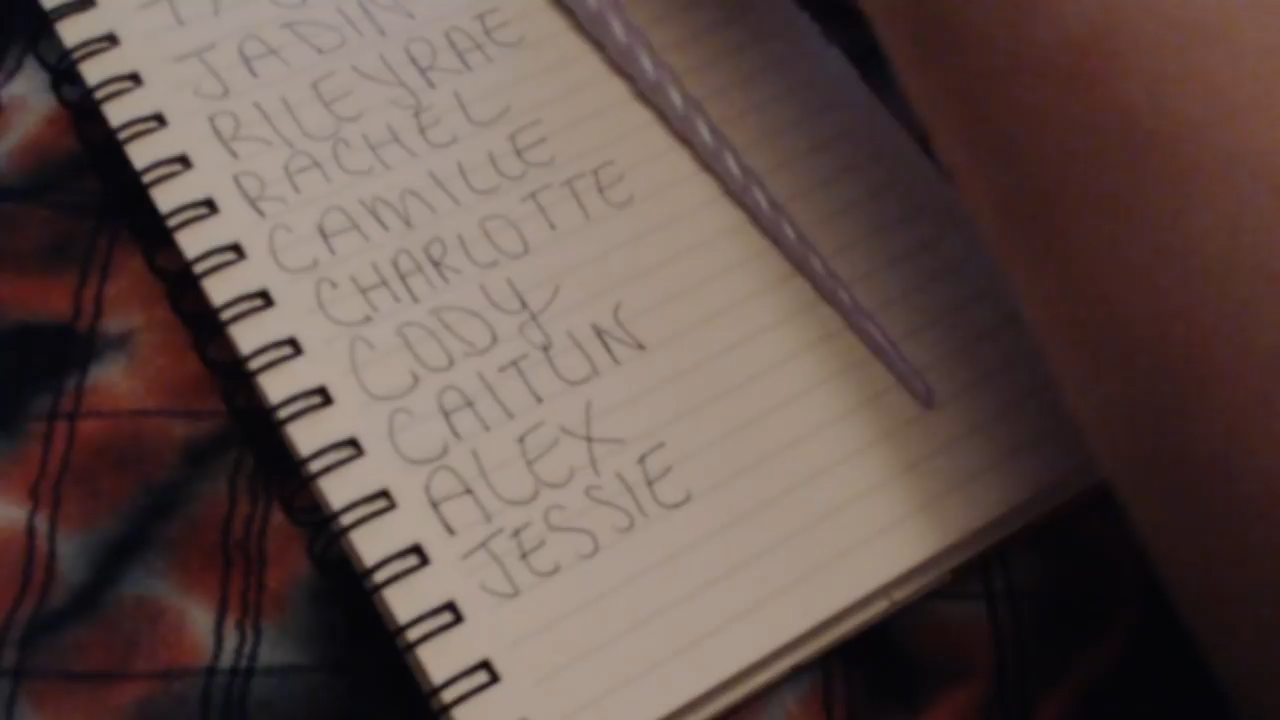 JADIN
RILEYRAE
RACHEL
CAMILLE
CHARLOTTE
CODY
CAITLIN
ALEX
JESSIE